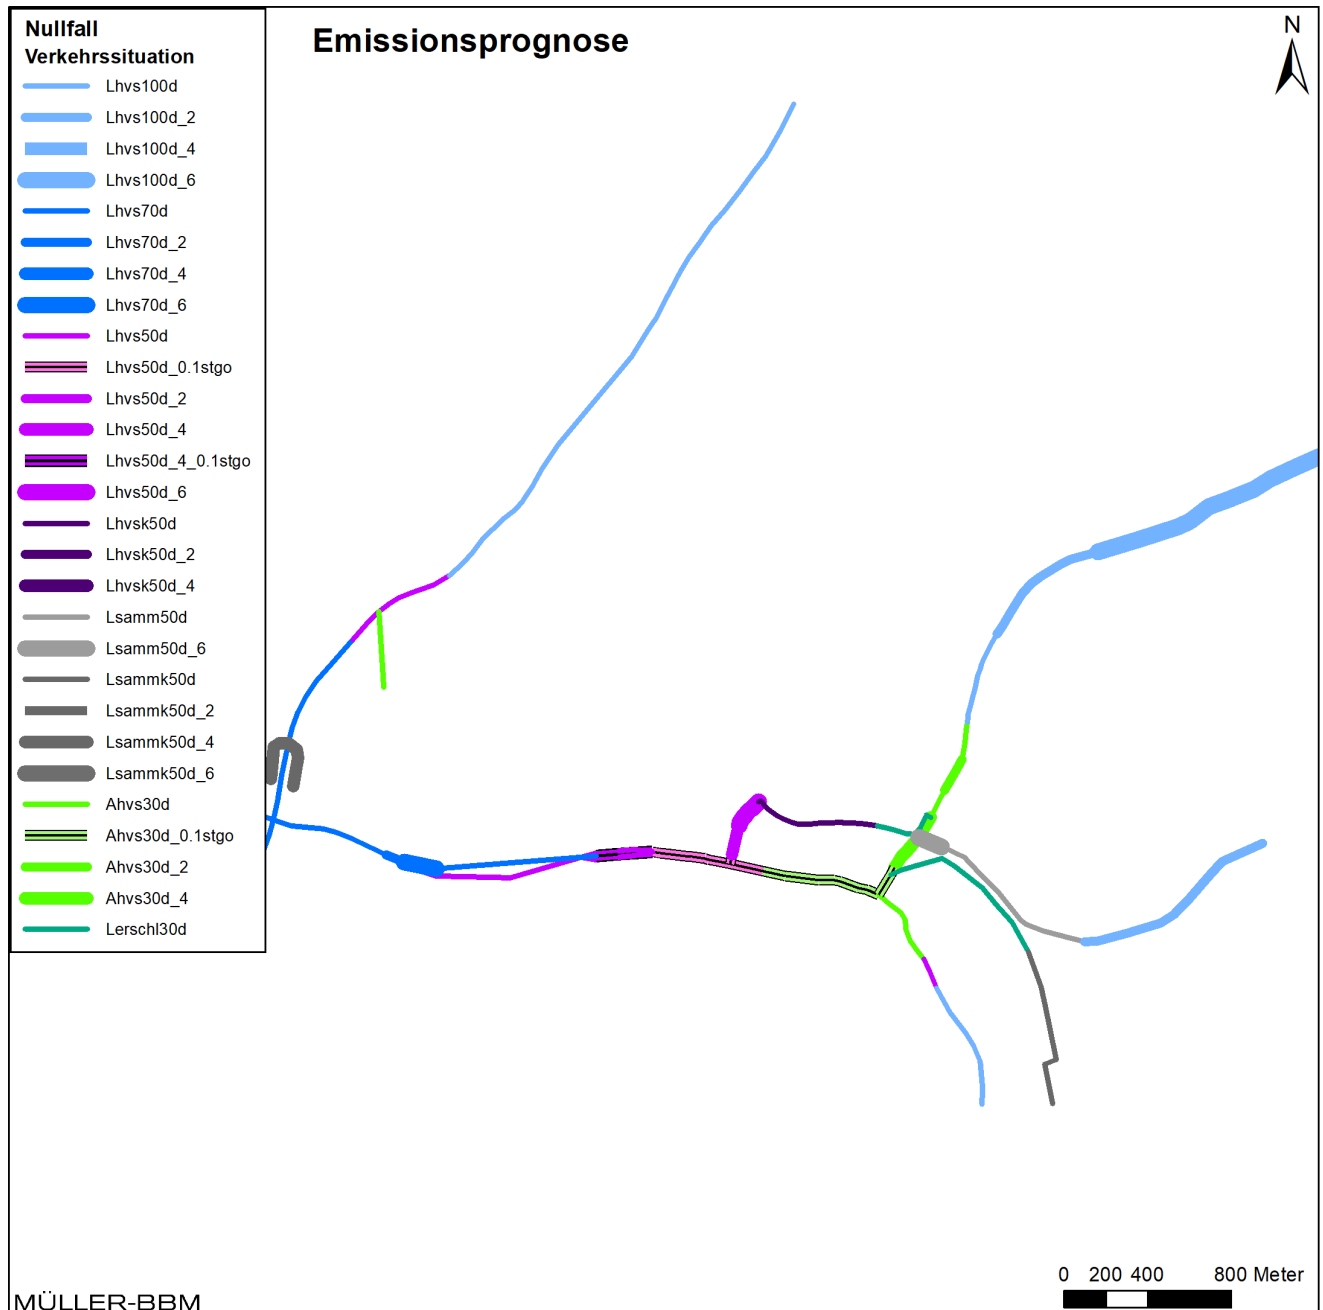 Nullfall
Verkehrssituation
Lhvs100d
Lhvs100d_2
Lhvs100d_4
Lhvs100d_6
Lhvs70d
Lhvs70d_2
Lhvs70d_4
Lhvs70d_6
Lhvs50d
Lhvs50d_0.1stgo
Lhvs50d_2
Lhvs50d_4
Lhvs50d_4_0.1stgo
Lhvs50d_6
Lhvsk50d
Lhvsk50d_2
Lhvsk50d_4
Lsamm50d
Lsamm50d_6
Lsammk50d
Lsammk50d_2
Lsammk50d_4
Lsammk50d_6
Ahvs30d
Ahvs30d_0.1stgo
Ahvs30d_2
Ahvs30d_4
Lerschl30d
Emissionsprognose
N
0 200 400 800 Meter
MÜLLER-BBM